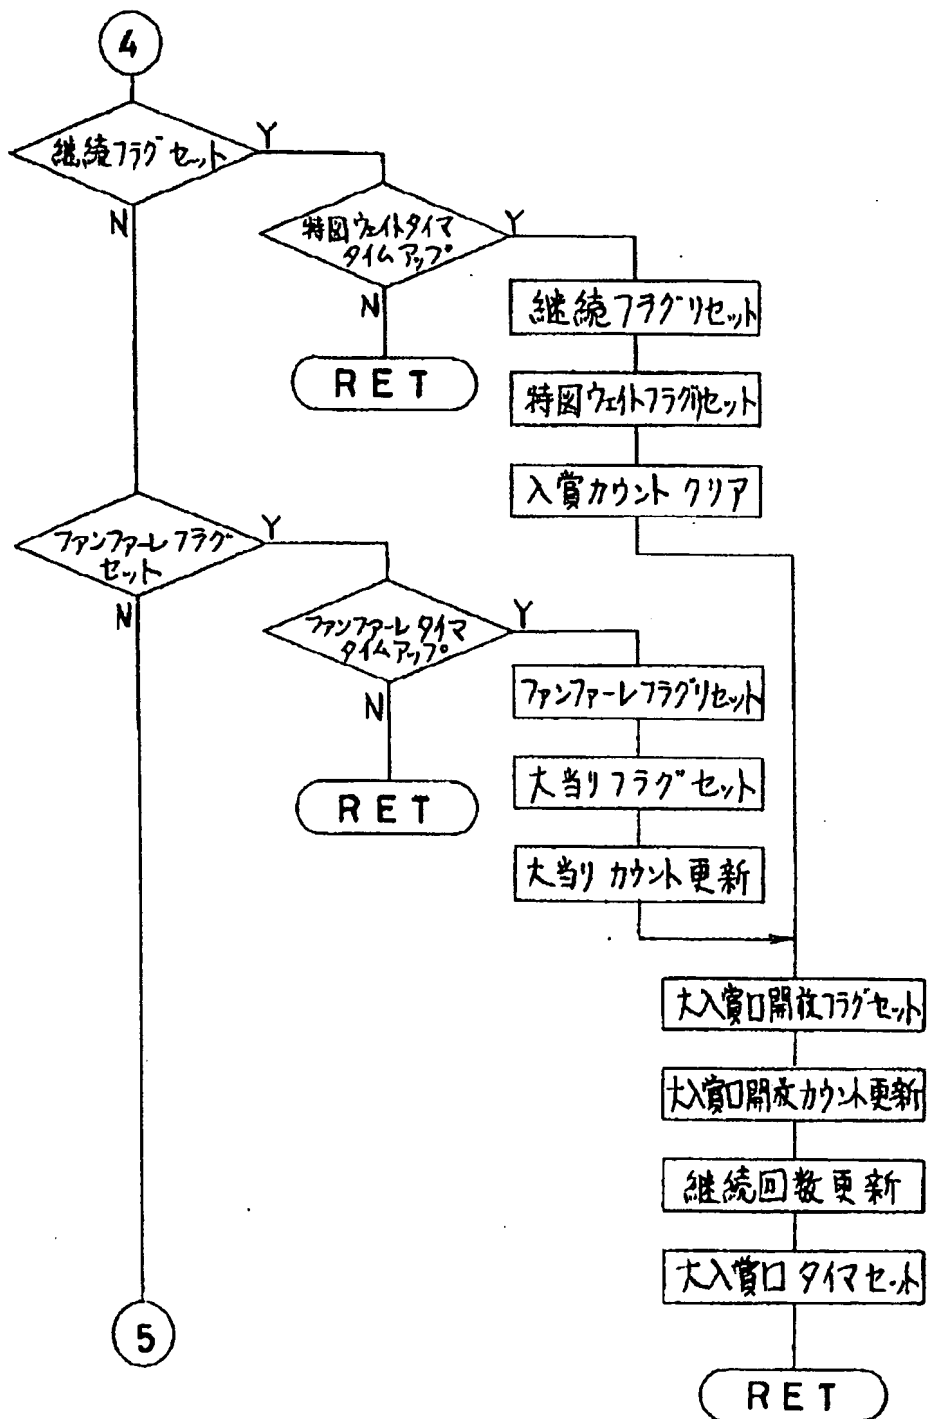 4
継続フラグ セット
Y
N
特図ウェイトタイマ
タイムアップ
Y
N
RET
継続フラグリセット
特図ウェイトフラグリセット
入賞カウント クリア
ファンファーレフラグ
セット
Y
N
ファンファーレ タイマ
タイムアップ
Y
N
RET
ファンファーレフラグリセット
大当りフラグ セット
大当り カウント更新
大入賞口開放フラグセット
大入賞口開放カウント更新
継続回数更新
大入賞口 タイマセット
5
RET